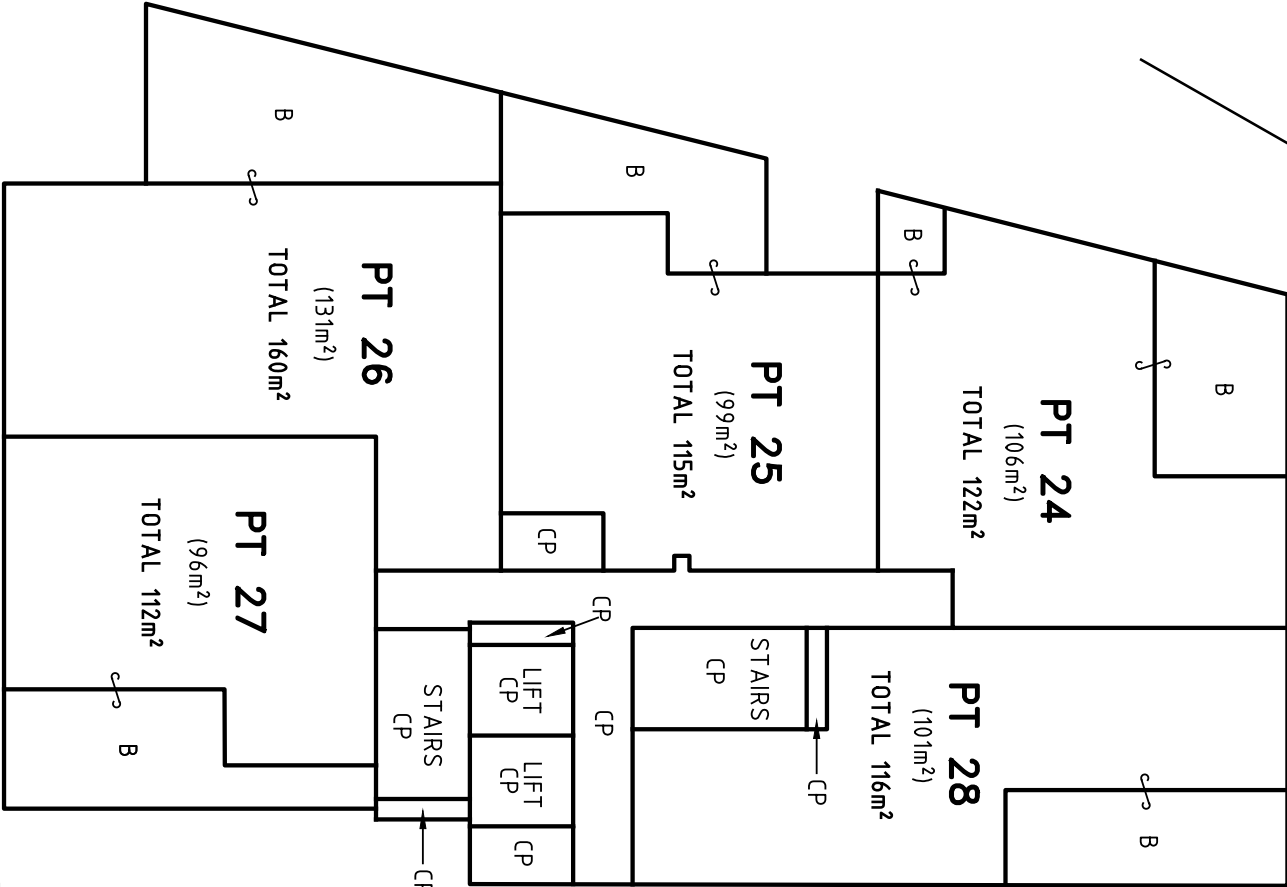 B
B
B
B
PT 26
(131m²)
TOTAL 160m²
PT 25
(99m²)
TOTAL 115m²
PT 24
(106m²)
TOTAL 122m²
CP
PT 27
(96m²)
TOTAL 112m²
B
CP
STAIRS
CP
LIFT
CP
LIFT
CP
CP
CP
CP
STAIRS
CP
CP
PT 28
(101m²)
TOTAL 116m²
B